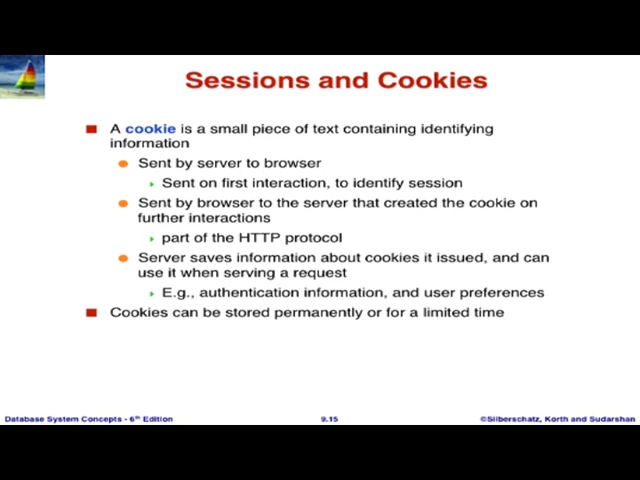 Sessions and Cookies
A cookie is a small piece of text containing identifying
information
Sent by server to browser
Sent on first interaction, to identify session
Sent by browser to the server that created the cookie on
further interactions
part of the HTTP protocol
Server saves information about cookies it issued, and can
use it when serving a request
E.g., authentication information, and user preferences
Cookies can be stored permanently or for a limited time
Database System Concepts - 6th Edition
9.15
©Silberschatz, Korth and Sudarshan